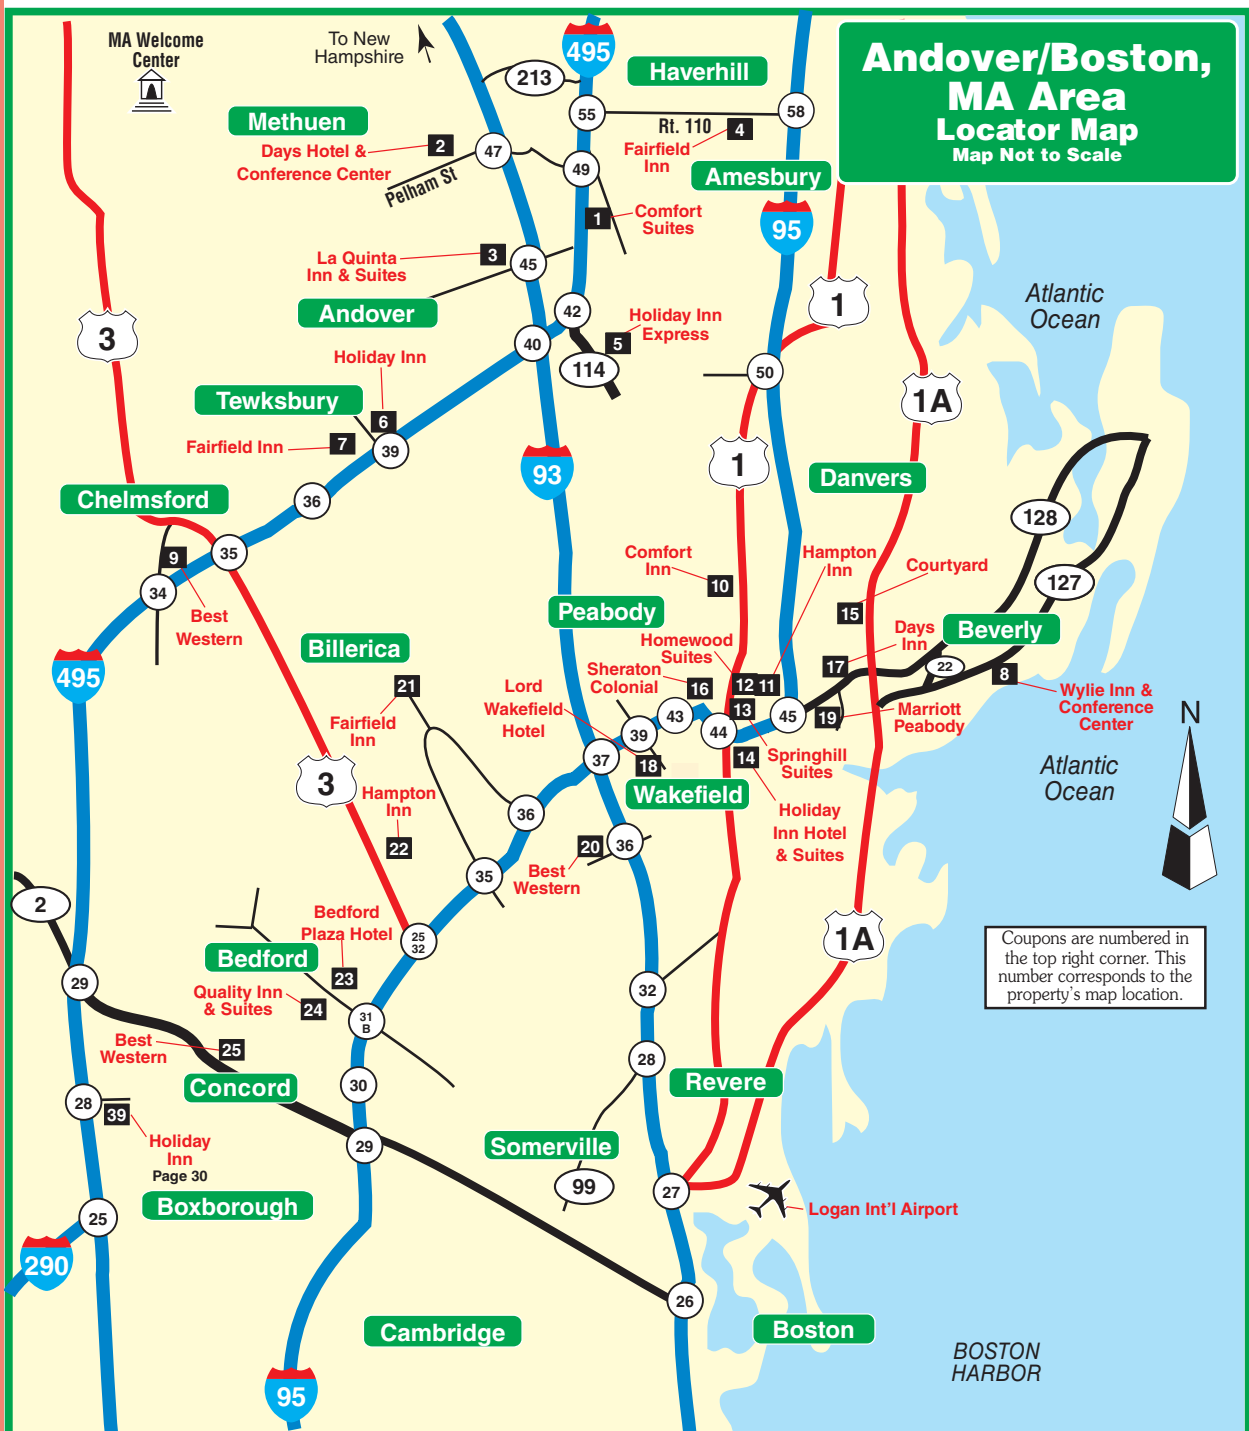 MA Welcome
Center
To New
Hampshire
495
213
Haverhill
Andover/Boston,
MA Area
Locator Map
Map Not to Scale
Methuen
55
58
Rt. 110
4
Fairfield
Inn
2
Days Hotel &
Conference Center
47
49
Pelham St
Amesbury
1
Comfort
Suites
95
La Quinta
Inn & Suites
3
45
Andover
42
1
Atlantic
Ocean
3
40
Holiday Inn
Express
5
114
Holiday Inn
50
1A
Tewksbury
6
Fairfield Inn
7
39
93
1
Danvers
Chelmsford
36
128
9
35
34
Best
Western
Comfort
Inn
10
Hampton
Inn
Courtyard
15
127
Peabody
Billerica
Homewood
Suites
Days
Inn
Beverly
495
21
Sheraton
Colonial
16
12
11
17
22
8
Wylie Inn &
Conference
Center
Lord
Wakefield
Hotel
Fairfield
Inn
43
13
45
19
Marriott
Peabody
N
39
44
37
18
14
Springhill
Suites
Atlantic
Ocean
3
Wakefield
Hampton
Inn
22
36
Holiday
Inn Hotel
& Suites
20
36
Best
Western
35
2
Bedford
Plaza Hotel
25
32
1A
Bedford
23
Coupons are numbered in
the top right corner. This
number corresponds to the
property's map location.
29
Quality Inn
& Suites
24
32
31
B
Best
Western
25
28
Concord
30
Revere
28
39
Holiday
Inn
Page 30
29
Somerville
99
27
Boxborough
25
Logan Int'l Airport
290
26
Cambridge
Boston
BOSTON
HARBOR
95